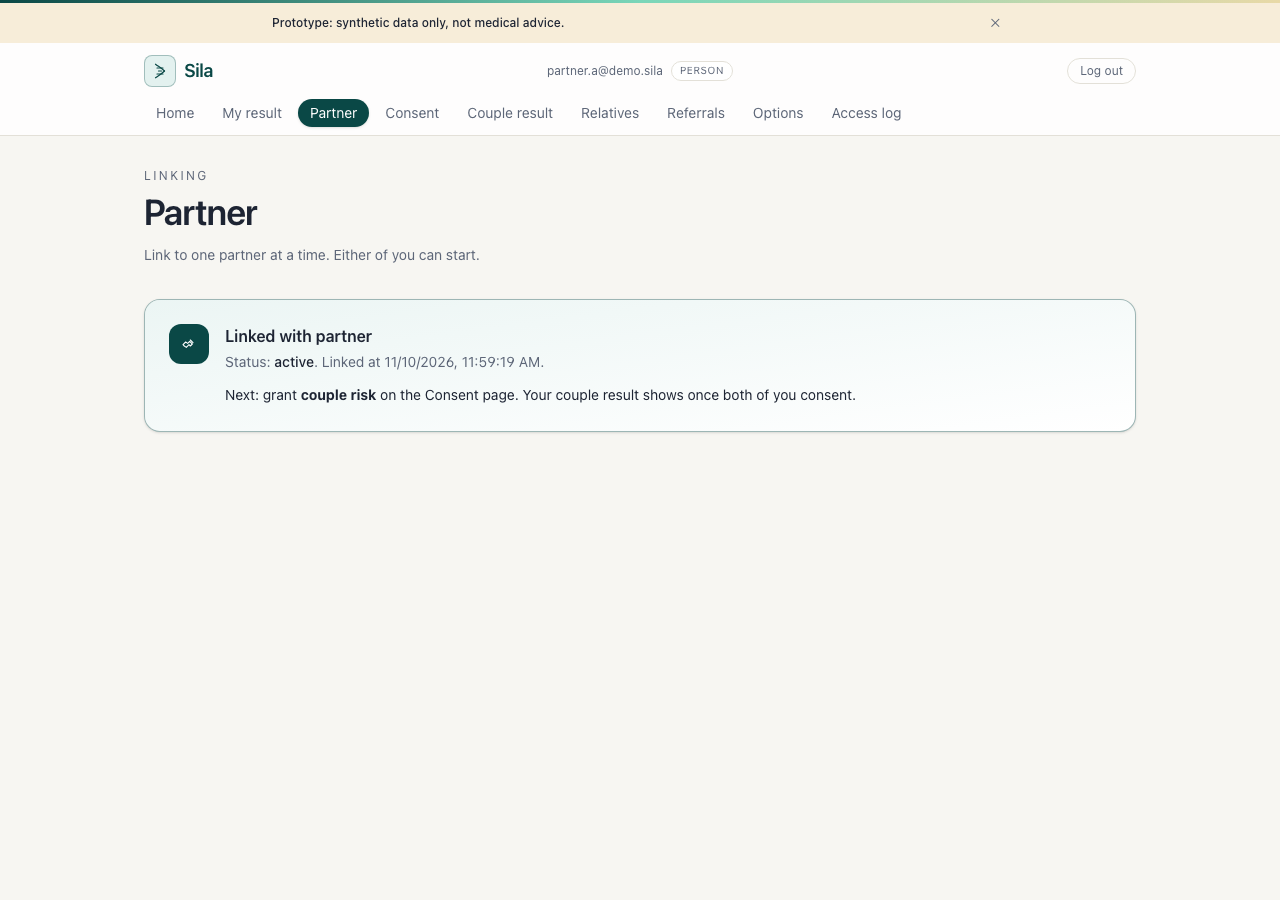 Prototype: synthetic data only, not medical advice.
Sila
partner.a@demo.sila PERSON
Log out
Home My result Partner Consent Couple result Relatives Referrals Options Access log
LINKING
Partner
Link to one partner at a time. Either of you can start.
Linked with partner
Status: active. Linked at 11/10/2026, 11:59:19 AM.
Next: grant couple risk on the Consent page. Your couple result shows once both of you consent.